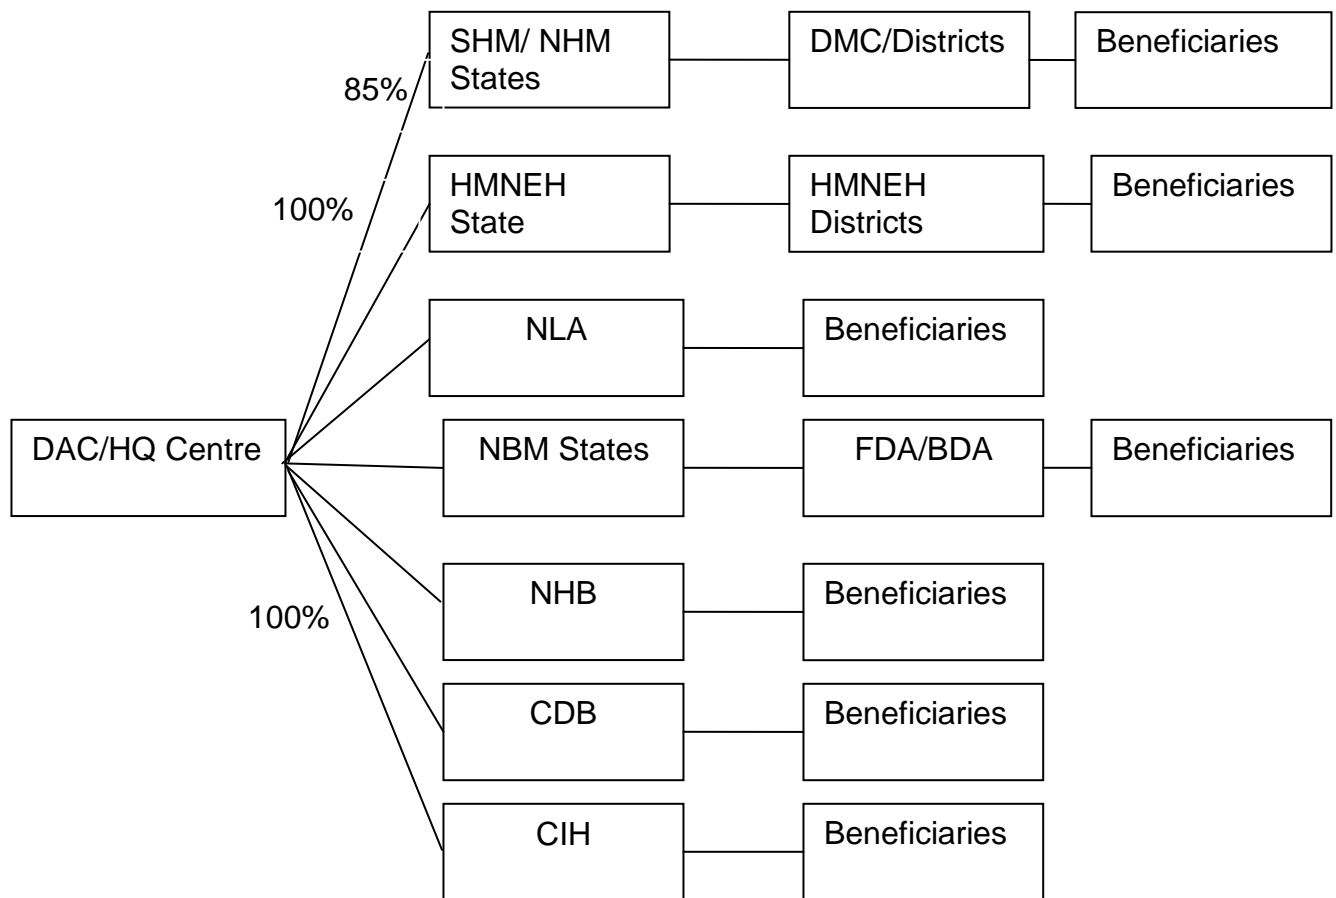 SHM/ NHM
States
DMC/Districts
Beneficiaries
85%
HMNEH
State
HMNEH
Districts
Beneficiaries
100%
NLA
Beneficiaries
DAC/HQ Centre
NBM States
FDA/BDA
Beneficiaries
NHB
Beneficiaries
100%
CDB
Beneficiaries
CIH
Beneficiaries